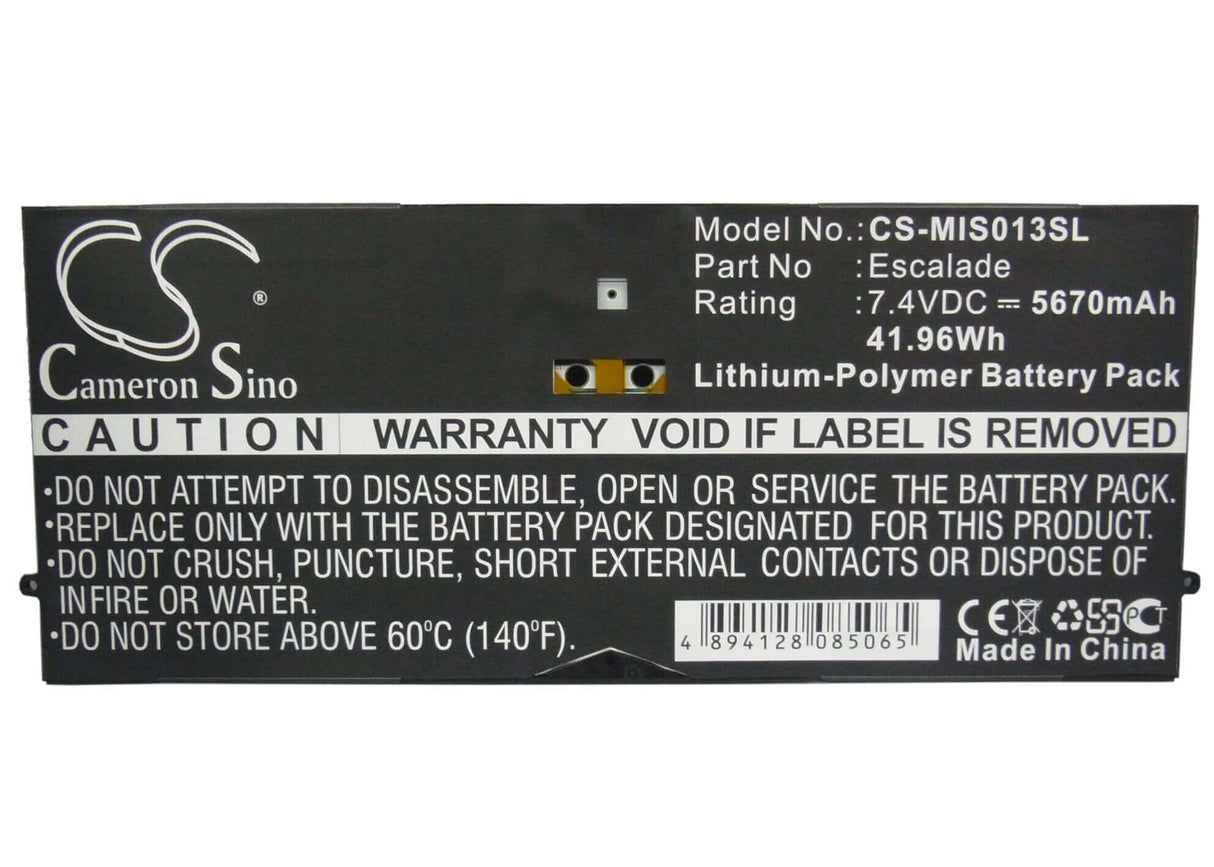 CS®
Cameron Sino
Model No.: CS-MIS013SL
Part No : Escalade
Rating : 7.4VDC ⎓ 5670mAh
41.96Wh
Lithium-Polymer Battery Pack
CAUTION WARRANTY VOID IF LABEL IS REMOVED
•DO NOT ATTEMPT TO DISASSEMBLE, OPEN OR SERVICE THE BATTERY PACK.
•REPLACE ONLY WITH THE BATTERY PACK DESIGNATED FOR THIS PRODUCT.
•DO NOT CRUSH, PUNCTURE, SHORT EXTERNAL CONTACTS OR DISPOSE OF
INFIRE OR WATER.
•DO NOT STORE ABOVE 60°C (140°F).
4 894128 085065
CE PCT
Made In China